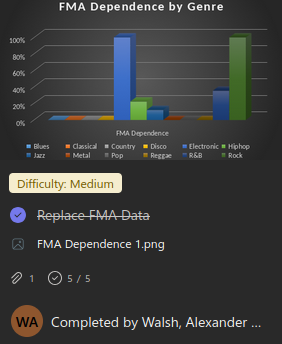 FMA Dependence by Genre
100%
80%
60%
40%
20%
0%
FMA Dependence
Blues Classical Country Disco Electronic Hiphop
Jazz Metal Pop Reggae R&B Rock
Difficulty: Medium
Replace FMA Data
FMA Dependence 1.png
1 5 / 5
WA Completed by Walsh, Alexander ...